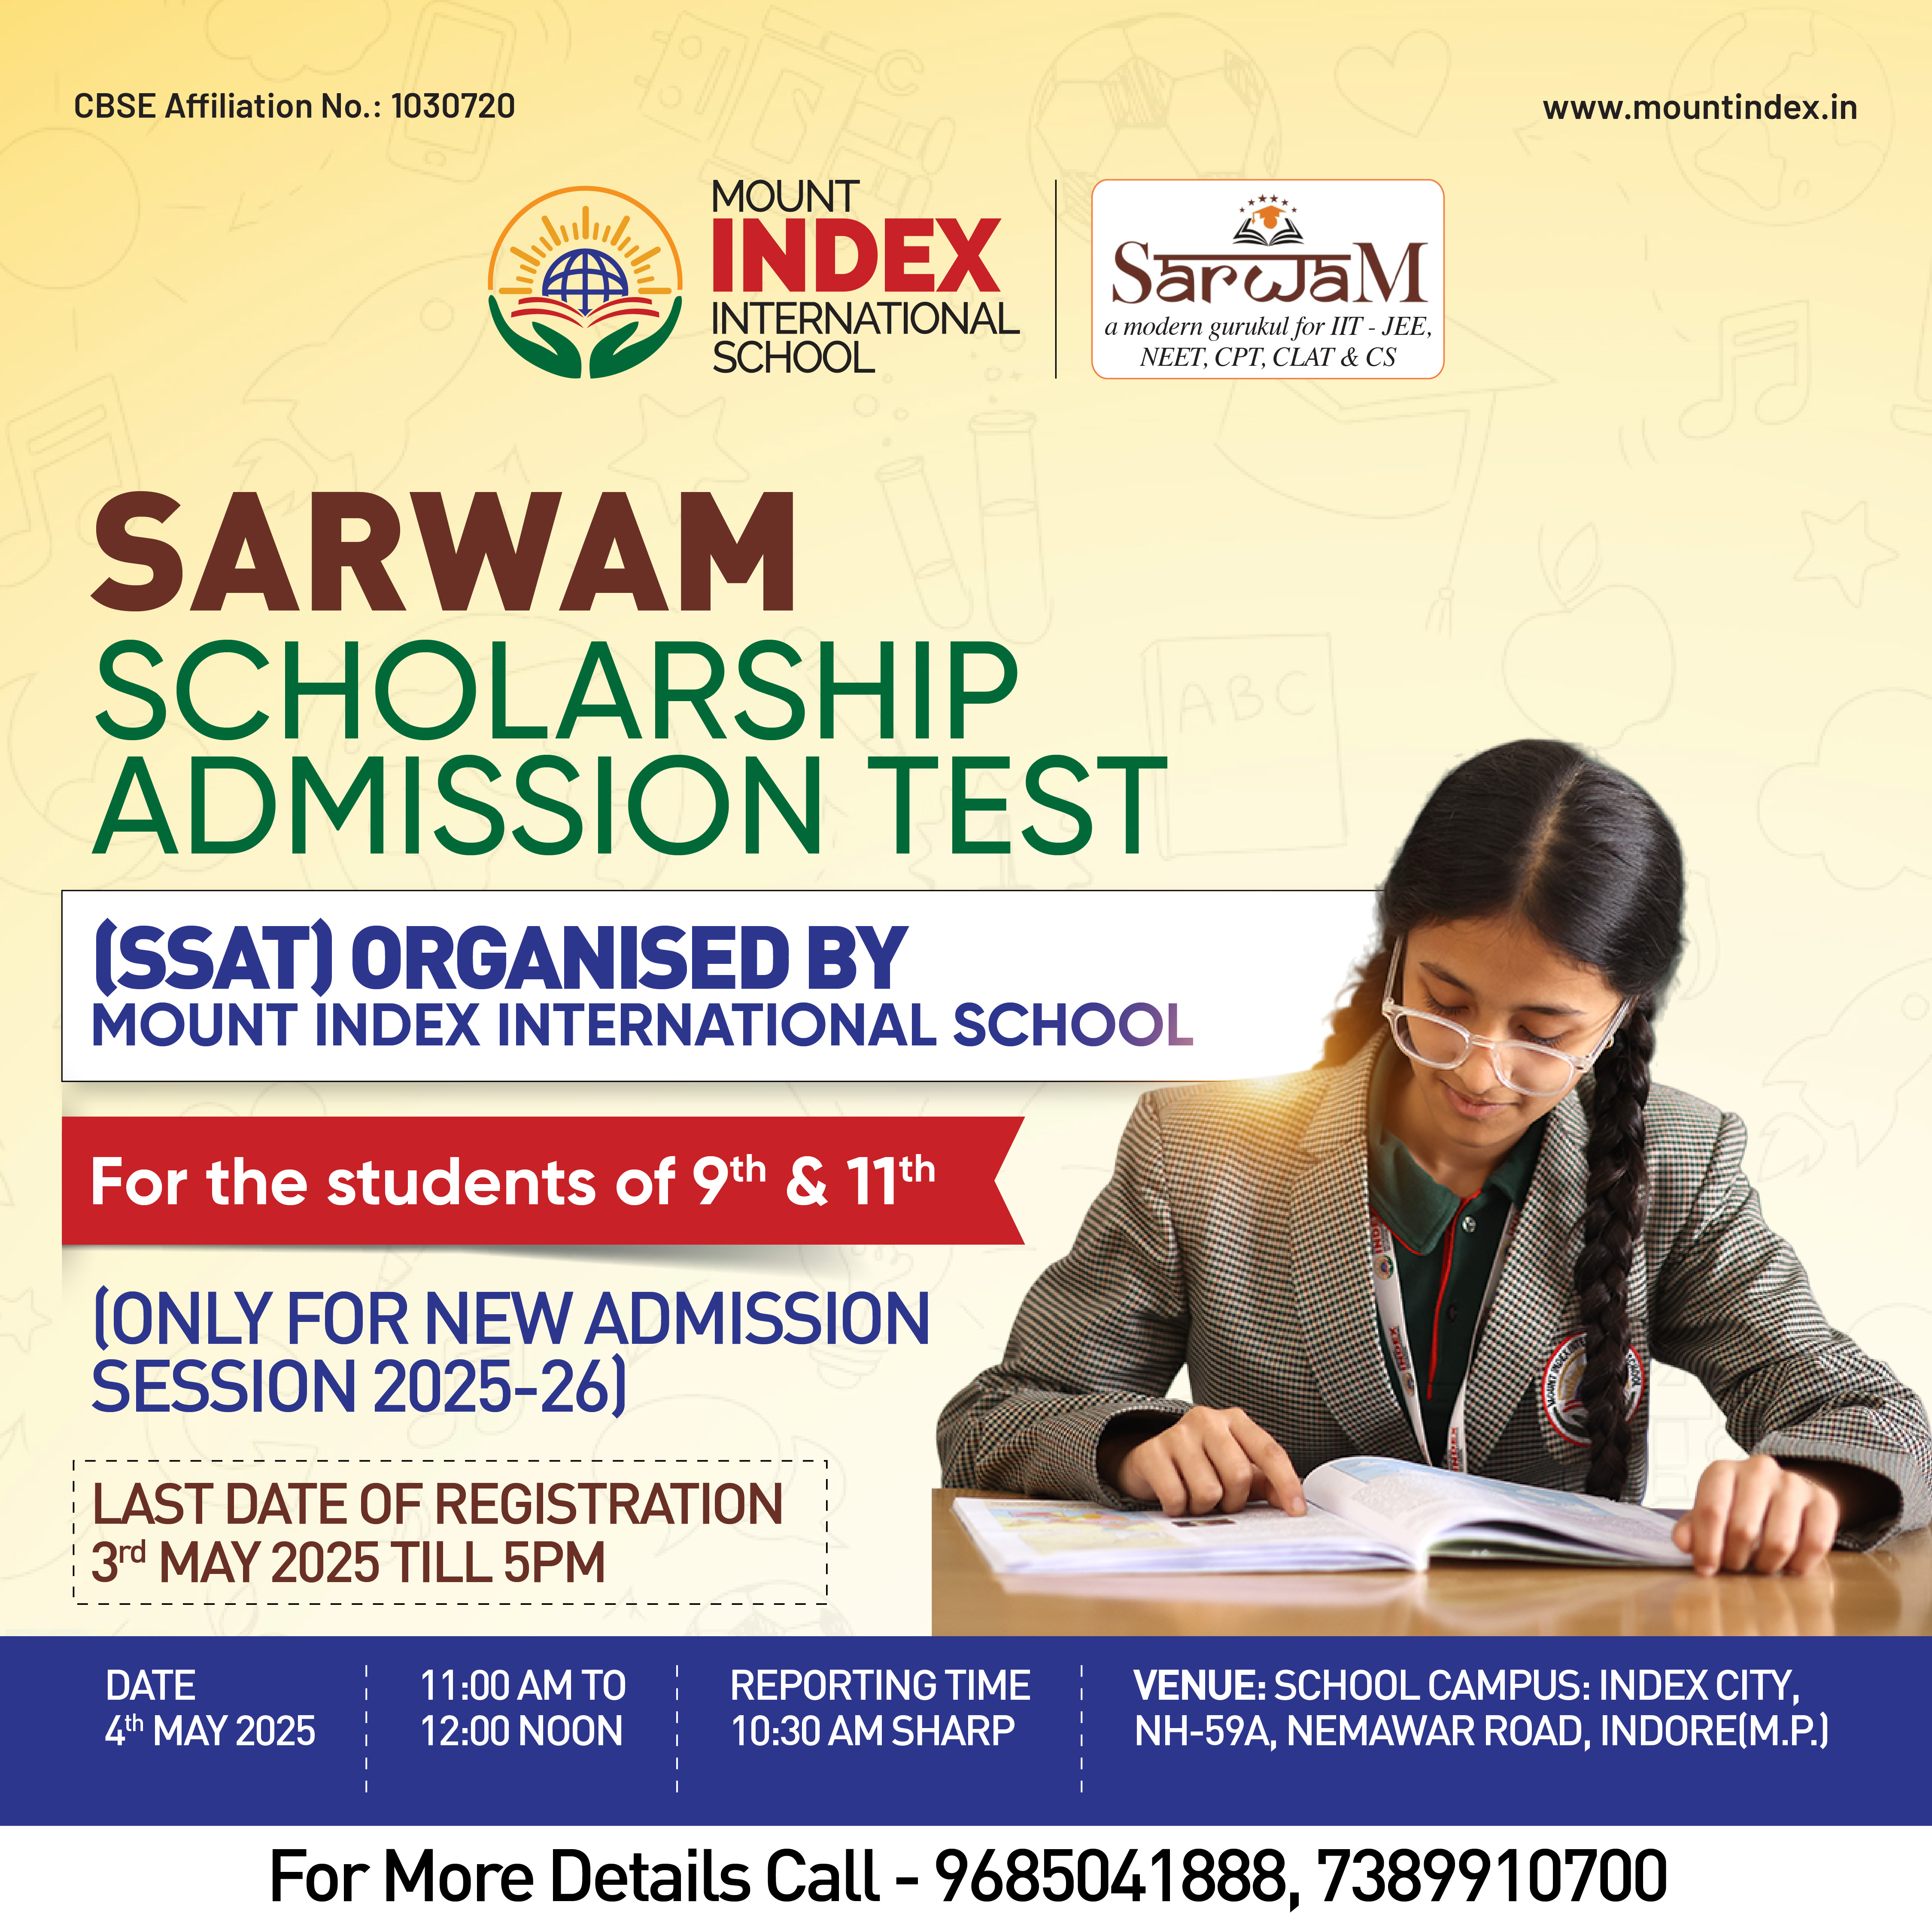 CBSE Affiliation No.: 1030720
www.mountindex.in
MOUNT
INDEX
INTERNATIONAL
SCHOOL
SarwaM
a modern gurukul for IIT - JEE,
NEET, CPT, CLAT & CS
SARWAM
SCHOLARSHIP
ADMISSION TEST
ABC
(SSAT) ORGANISED BY
MOUNT INDEX INTERNATIONAL SCHOOL
For the students of 9th & 11th
(ONLY FOR NEW ADMISSION
SESSION 2025-26)
LAST DATE OF REGISTRATION
3rd MAY 2025 TILL 5PM
INDEX
DATE
4th MAY 2025
11:00 AM TO
12:00 NOON
REPORTING TIME
10:30 AM SHARP
VENUE: SCHOOL CAMPUS: INDEX CITY,
NH-59A, NEMAWAR ROAD, INDORE(M.P.)
For More Details Call - 9685041888, 7389910700